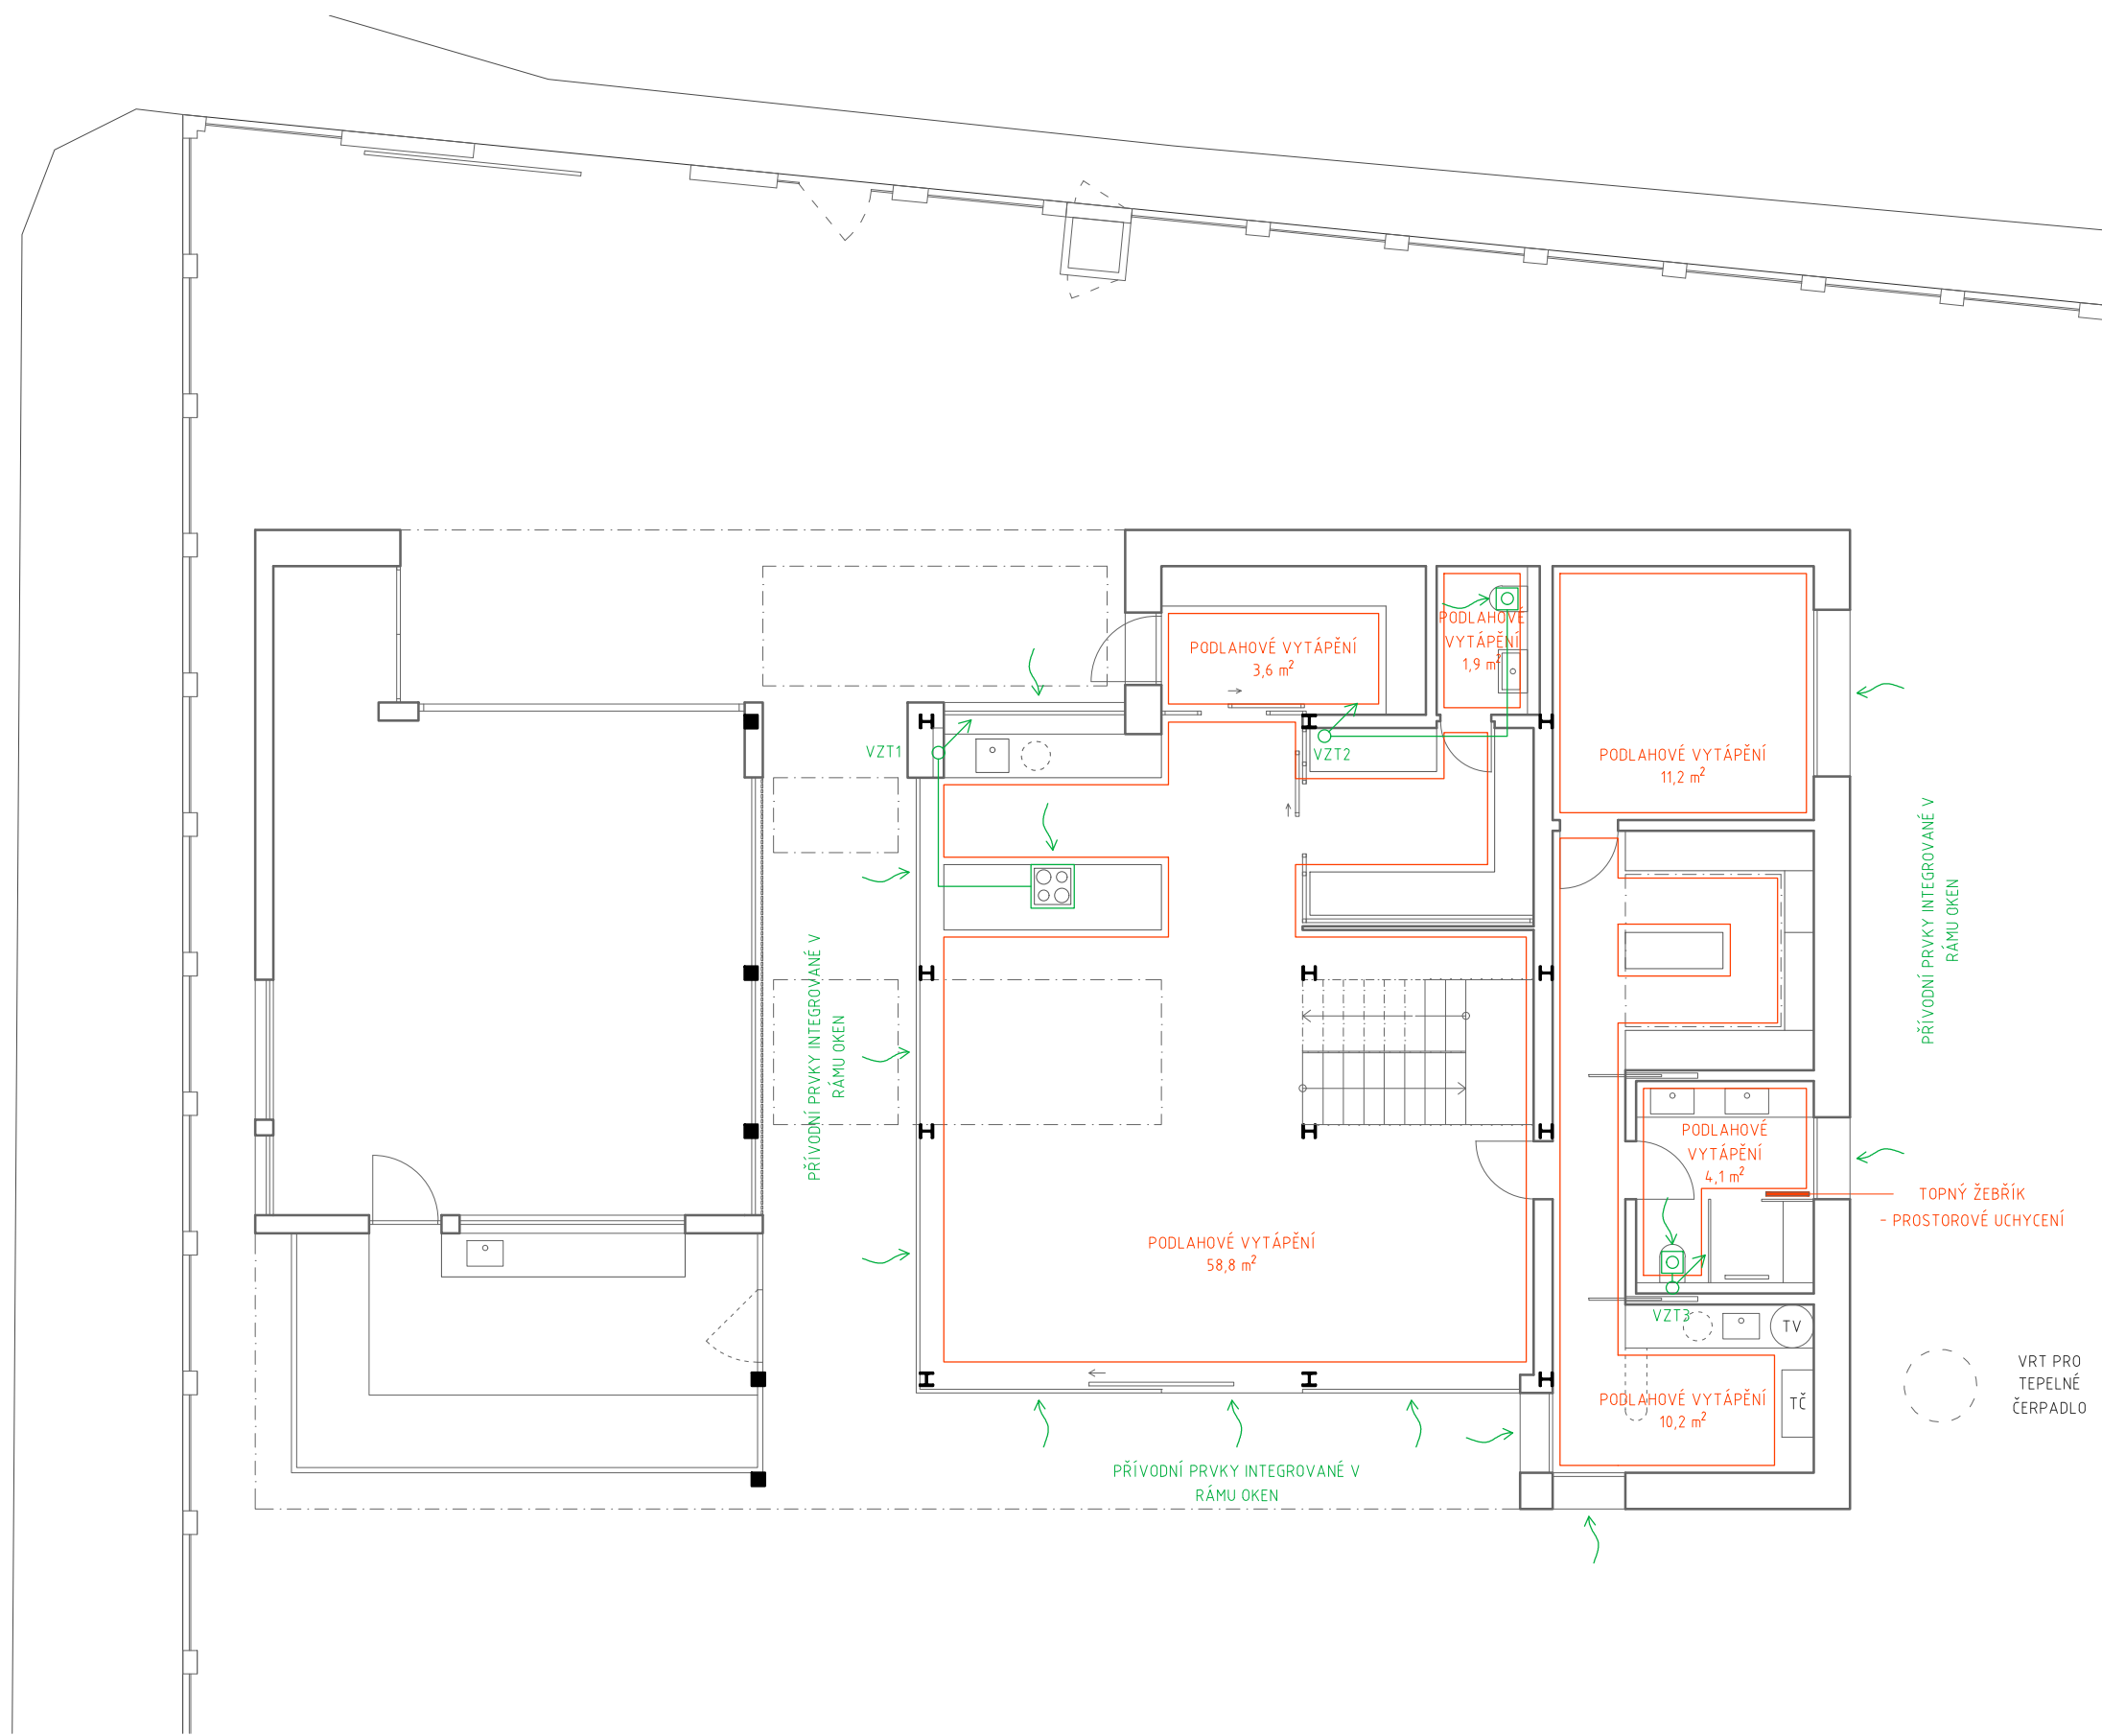 PODLAHOVÉ
VYTÁPĚNÍ
1,9 m²
PODLAHOVÉ VYTÁPĚNÍ
3,6 m²
VZT1
VZT2
PODLAHOVÉ VYTÁPĚNÍ
11,2 m²
PŘÍVODNÍ PRVKY INTEGROVANÉ V
RÁMU OKEN
PŘÍVODNÍ PRVKY INTEGROVANÉ V
RÁMU OKEN
PODLAHOVÉ
VYTÁPĚNÍ
4,1 m²
TOPNÝ ŽEBŘÍK
- PROSTOROVÉ UCHYCENÍ
PODLAHOVÉ VYTÁPĚNÍ
58,8 m²
VZT3
TV
VRT PRO
TEPELNÉ
ČERPADLO
PODLAHOVÉ VYTÁPĚNÍ
10,2 m²
TČ
PŘÍVODNÍ PRVKY INTEGROVANÉ V
RÁMU OKEN